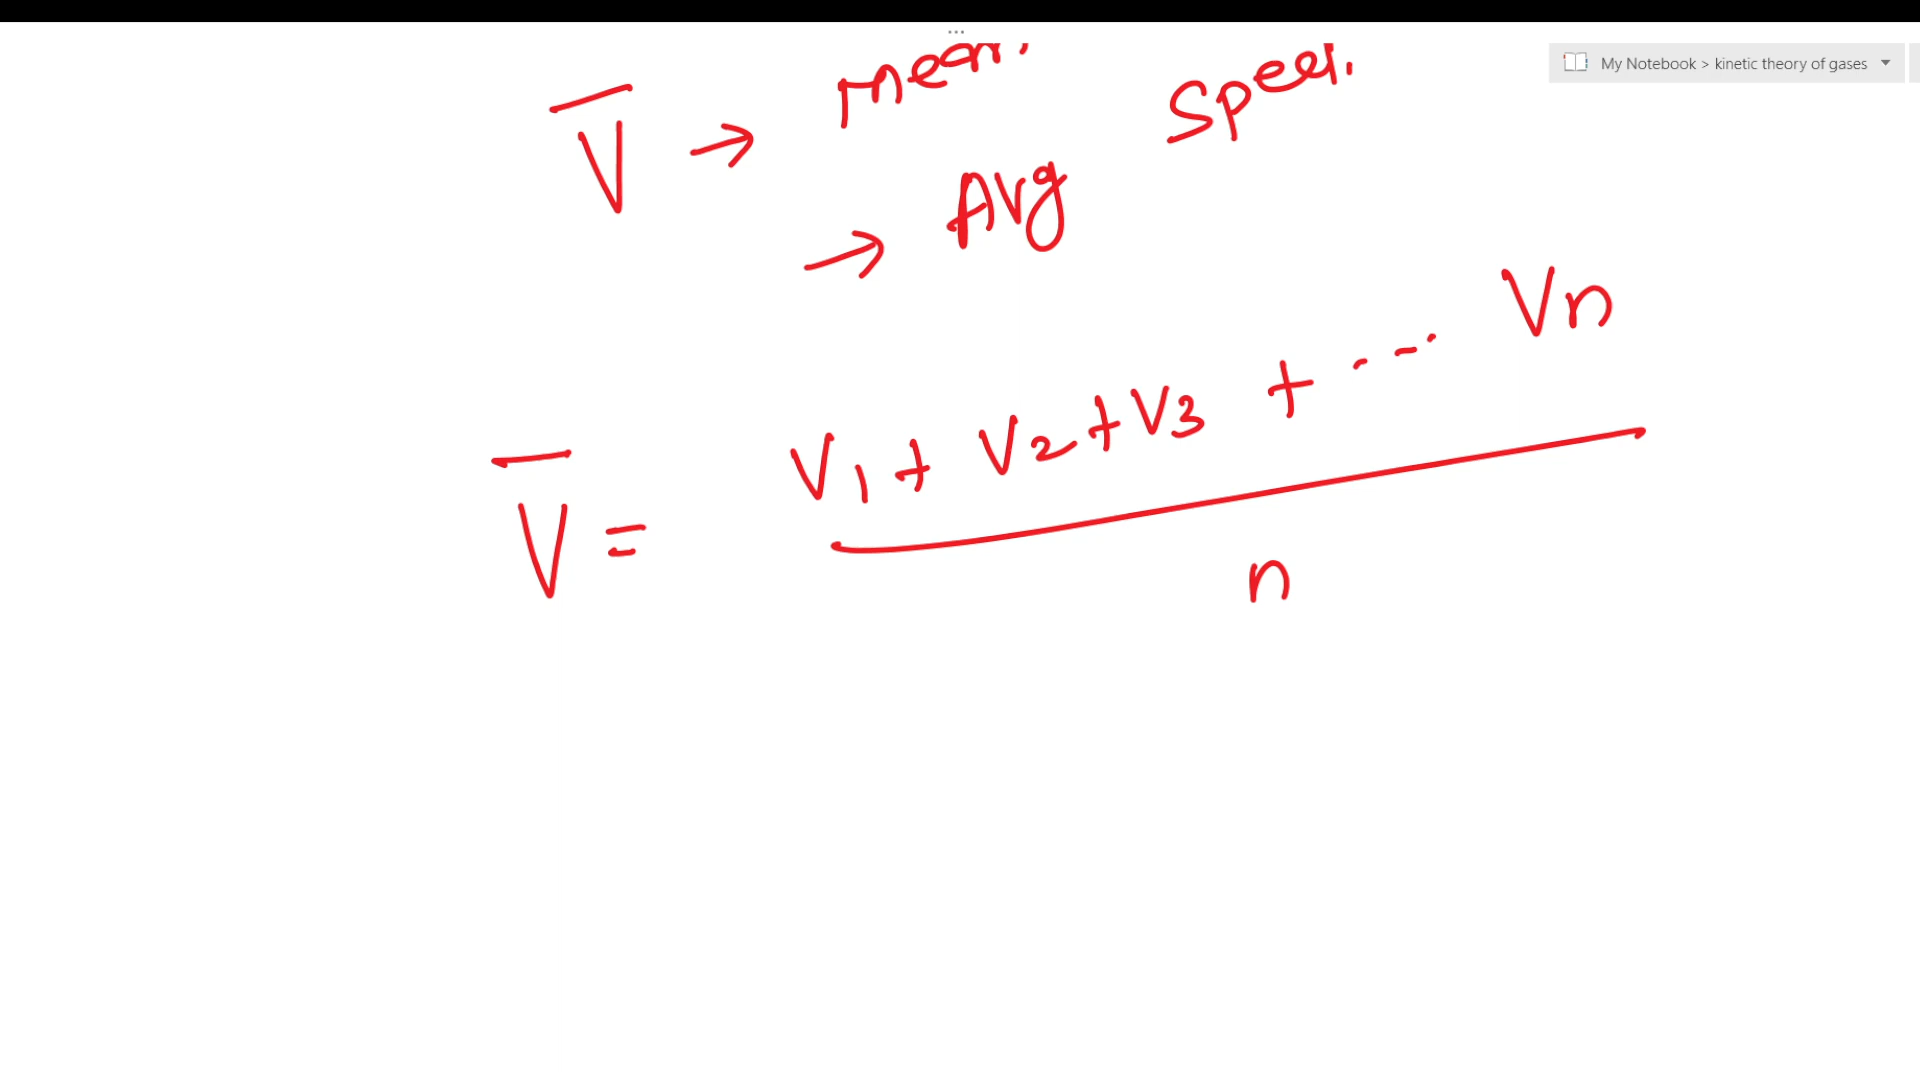 ...
My Notebook > kinetic theory of gases
V̅ → mean. Speed.
→ Avg
V̅ = V1 + V2 + V3 + ..... Vn
n